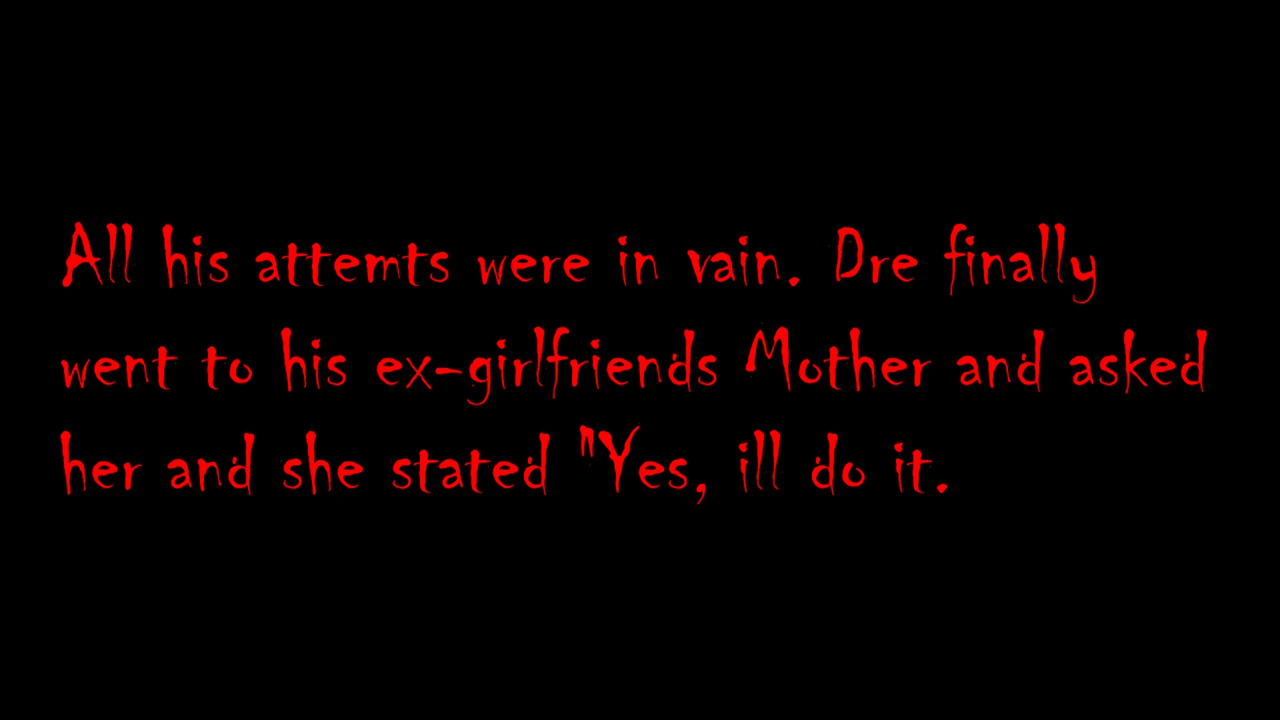 All his attemts were in vain. Dre finally
went to his ex-girlfriends Mother and asked
her and she stated "Yes, ill do it.